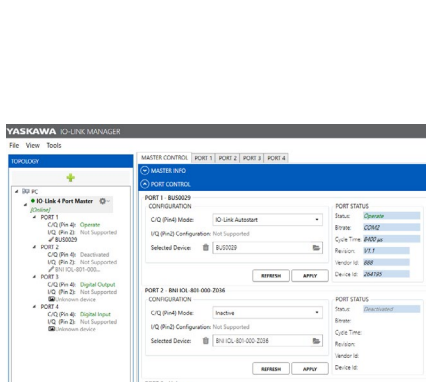 YASKAWA IO-LINK MANAGER
File View Tools
TOPOLOGY
PC
IO-Link 4 Port Master
[Online]
PORT 1
C/Q (Pin 4): Operate
I/Q (Pin 2): Not Supported
BUS0029
PORT 2
C/Q (Pin 4): Deactivated
I/Q (Pin 2): Not Supported
BNI IOL-801-000...
PORT 3
C/Q (Pin 4): Digital Output
I/Q (Pin 2): Not Supported
Unknown device
PORT 4
C/Q (Pin 4): Digital Input
I/Q (Pin 2): Not Supported
Unknown device
MASTER CONTROL PORT 1 PORT 2 PORT 3 PORT 4
MASTER INFO
PORT CONTROL
PORT 1 - BUS0029
CONFIGURATION
C/Q (Pin4) Mode: IO-Link Autostart
I/Q (Pin2) Configuration: Not Supported
Selected Device: BUS0029
REFRESH APPLY
PORT STATUS
Status: Operate
Bitrate: COM2
Cycle Time: 8400 µs
Revision: V1.1
Vendor Id: 888
Device Id: 264195
PORT 2 - BNI IOL-801-000-Z036
CONFIGURATION
C/Q (Pin4) Mode: Inactive
I/Q (Pin2) Configuration: Not Supported
Selected Device: BNI IOL-801-000-Z036
REFRESH APPLY
PORT STATUS
Status: Deactivated
Bitrate:
Cycle Time:
Revision:
Vendor Id:
Device Id: